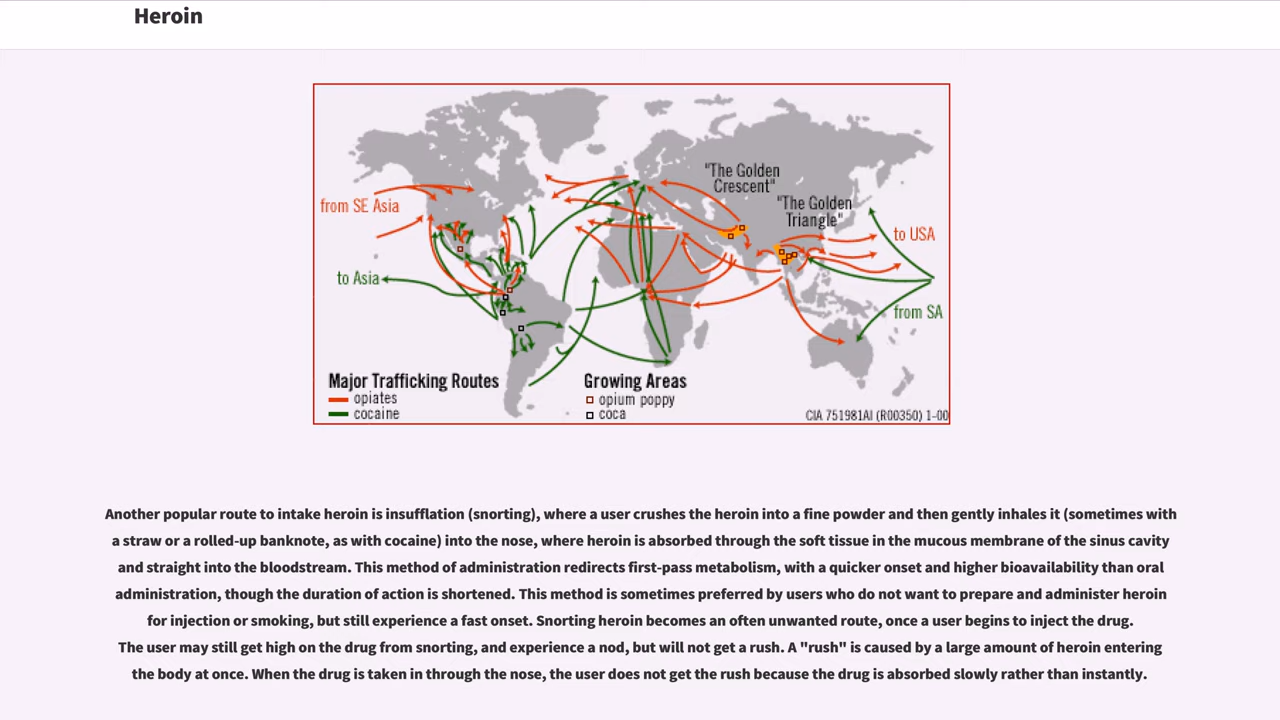 Heroin
"The Golden
Crescent"
"The Golden
Triangle"
from SE Asia
to USA
to Asia
from SA
Major Trafficking Routes
opiates
cocaine
Growing Areas
opium poppy
coca
CIA 751981AI (R00350) 1-00
Another popular route to intake heroin is insufflation (snorting), where a user crushes the heroin into a fine powder and then gently inhales it (sometimes with
a straw or a rolled-up banknote, as with cocaine) into the nose, where heroin is absorbed through the soft tissue in the mucous membrane of the sinus cavity
and straight into the bloodstream. This method of administration redirects first-pass metabolism, with a quicker onset and higher bioavailability than oral
administration, though the duration of action is shortened. This method is sometimes preferred by users who do not want to prepare and administer heroin
for injection or smoking, but still experience a fast onset. Snorting heroin becomes an often unwanted route, once a user begins to inject the drug.
The user may still get high on the drug from snorting, and experience a nod, but will not get a rush. A "rush" is caused by a large amount of heroin entering
the body at once. When the drug is taken in through the nose, the user does not get the rush because the drug is absorbed slowly rather than instantly.